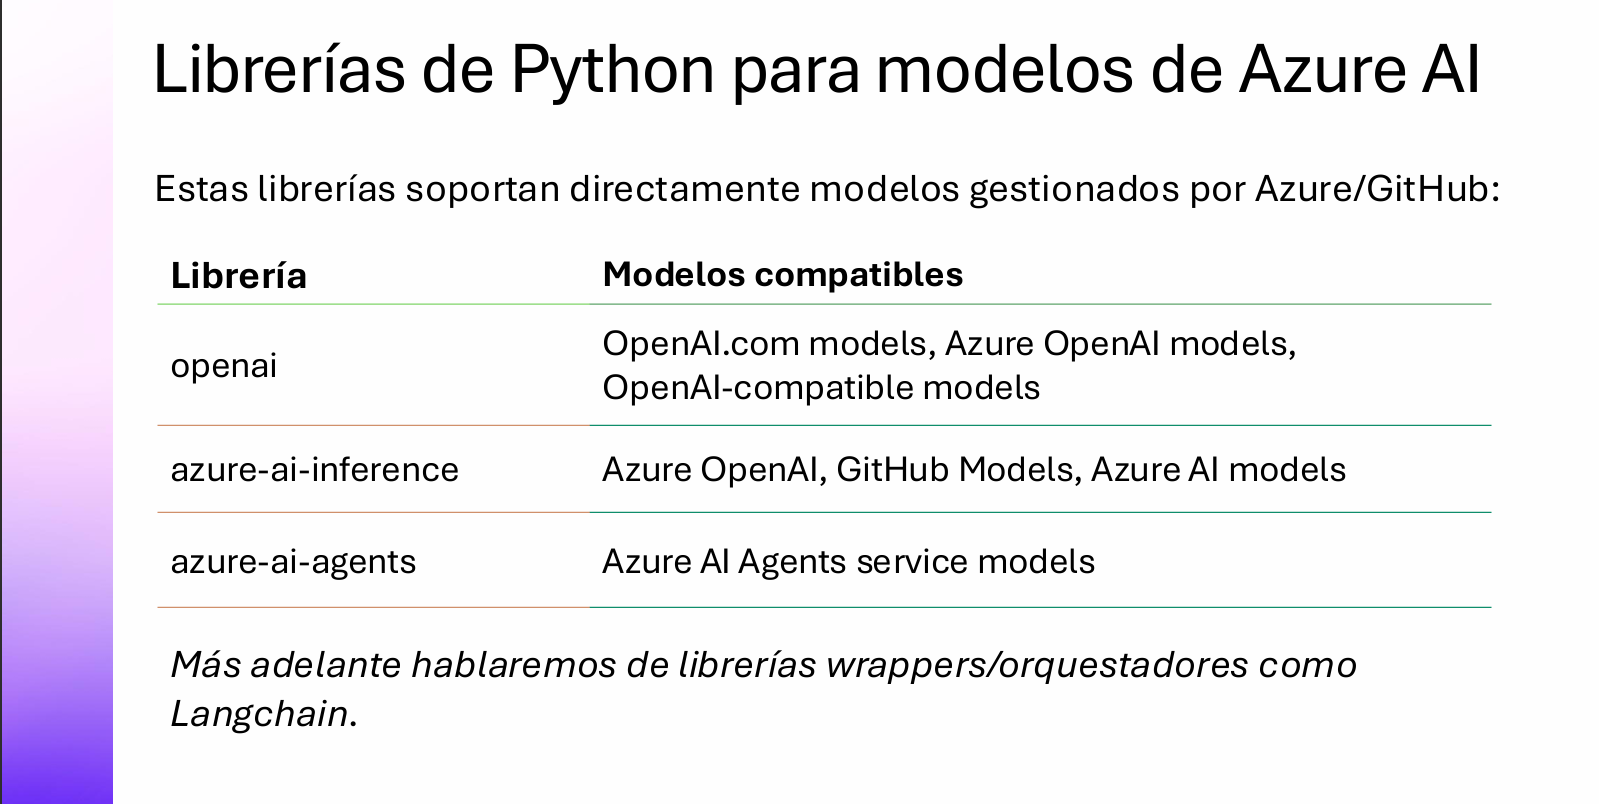 Librerías de Python para modelos de Azure AI
Estas librerías soportan directamente modelos gestionados por Azure/GitHub:
Librería
Modelos compatibles
openai
OpenAI.com models, Azure OpenAI models,
OpenAI-compatible models
azure-ai-inference
Azure OpenAI, GitHub Models, Azure AI models
azure-ai-agents
Azure AI Agents service models
Más adelante hablaremos de librerías wrappers/orquestadores como
Langchain.